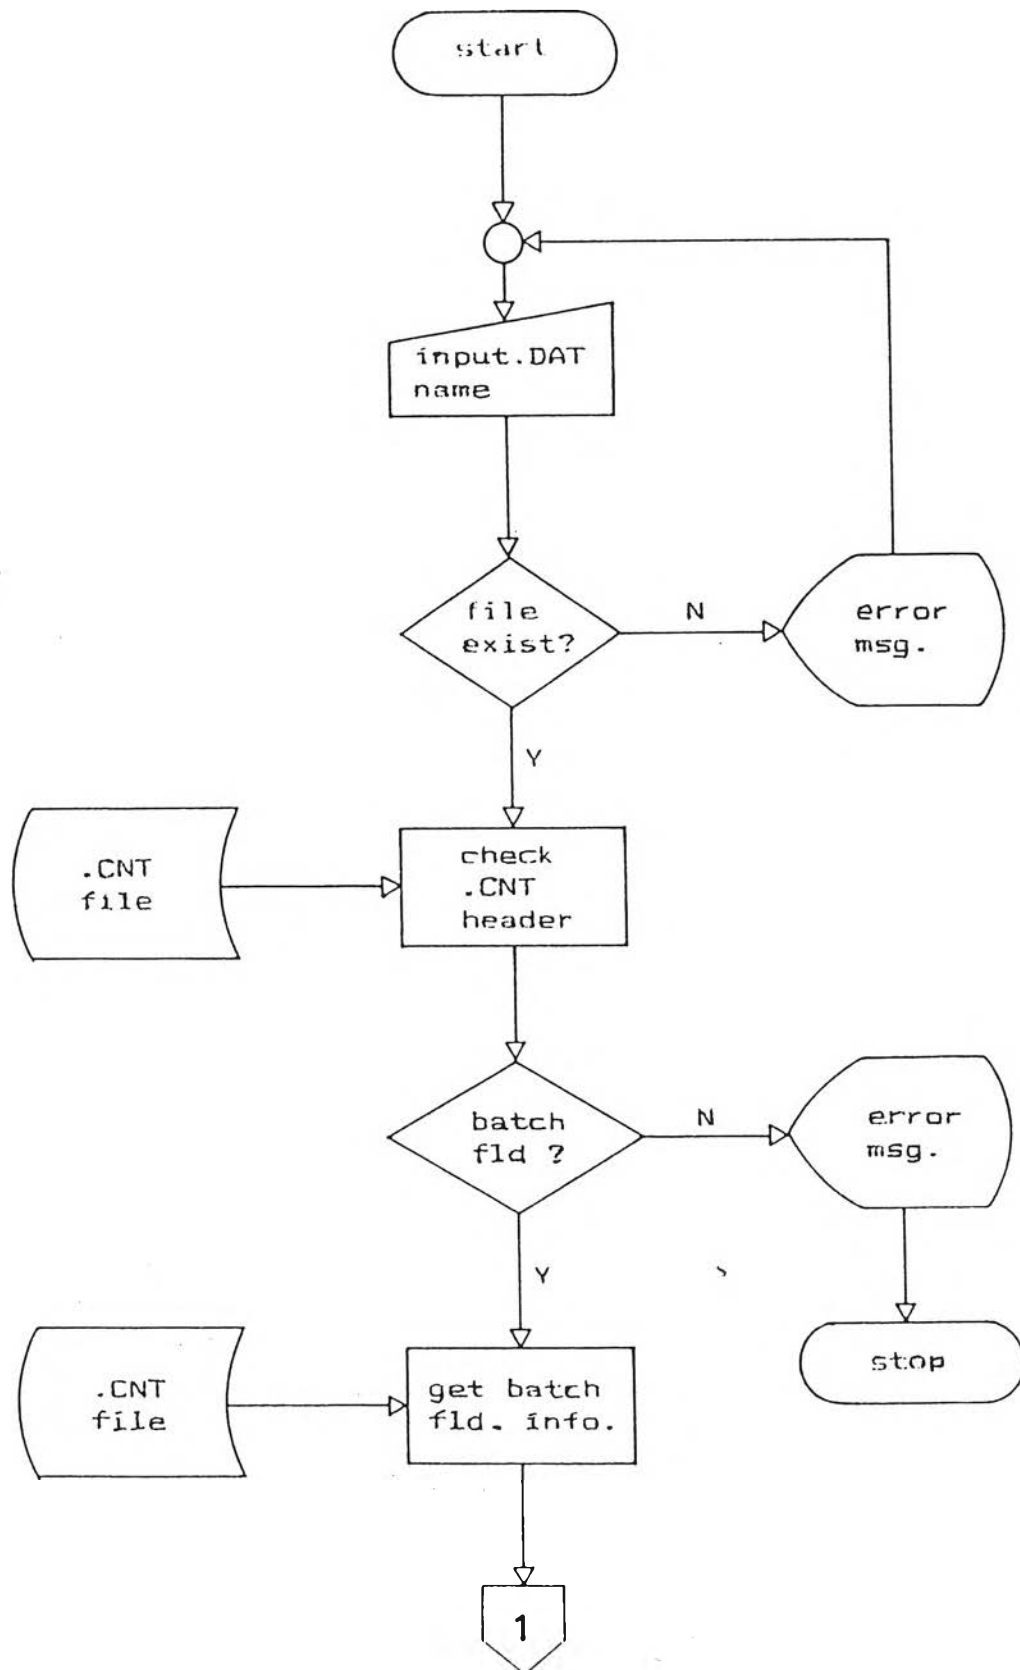 start
input.DAT
name
file
exist?
N
error
msg.
Y
.CNT
file
check
.CNT
header
batch
fld ?
N
error
msg.
Y
stop
.CNT
file
get batch
fld. info.
1